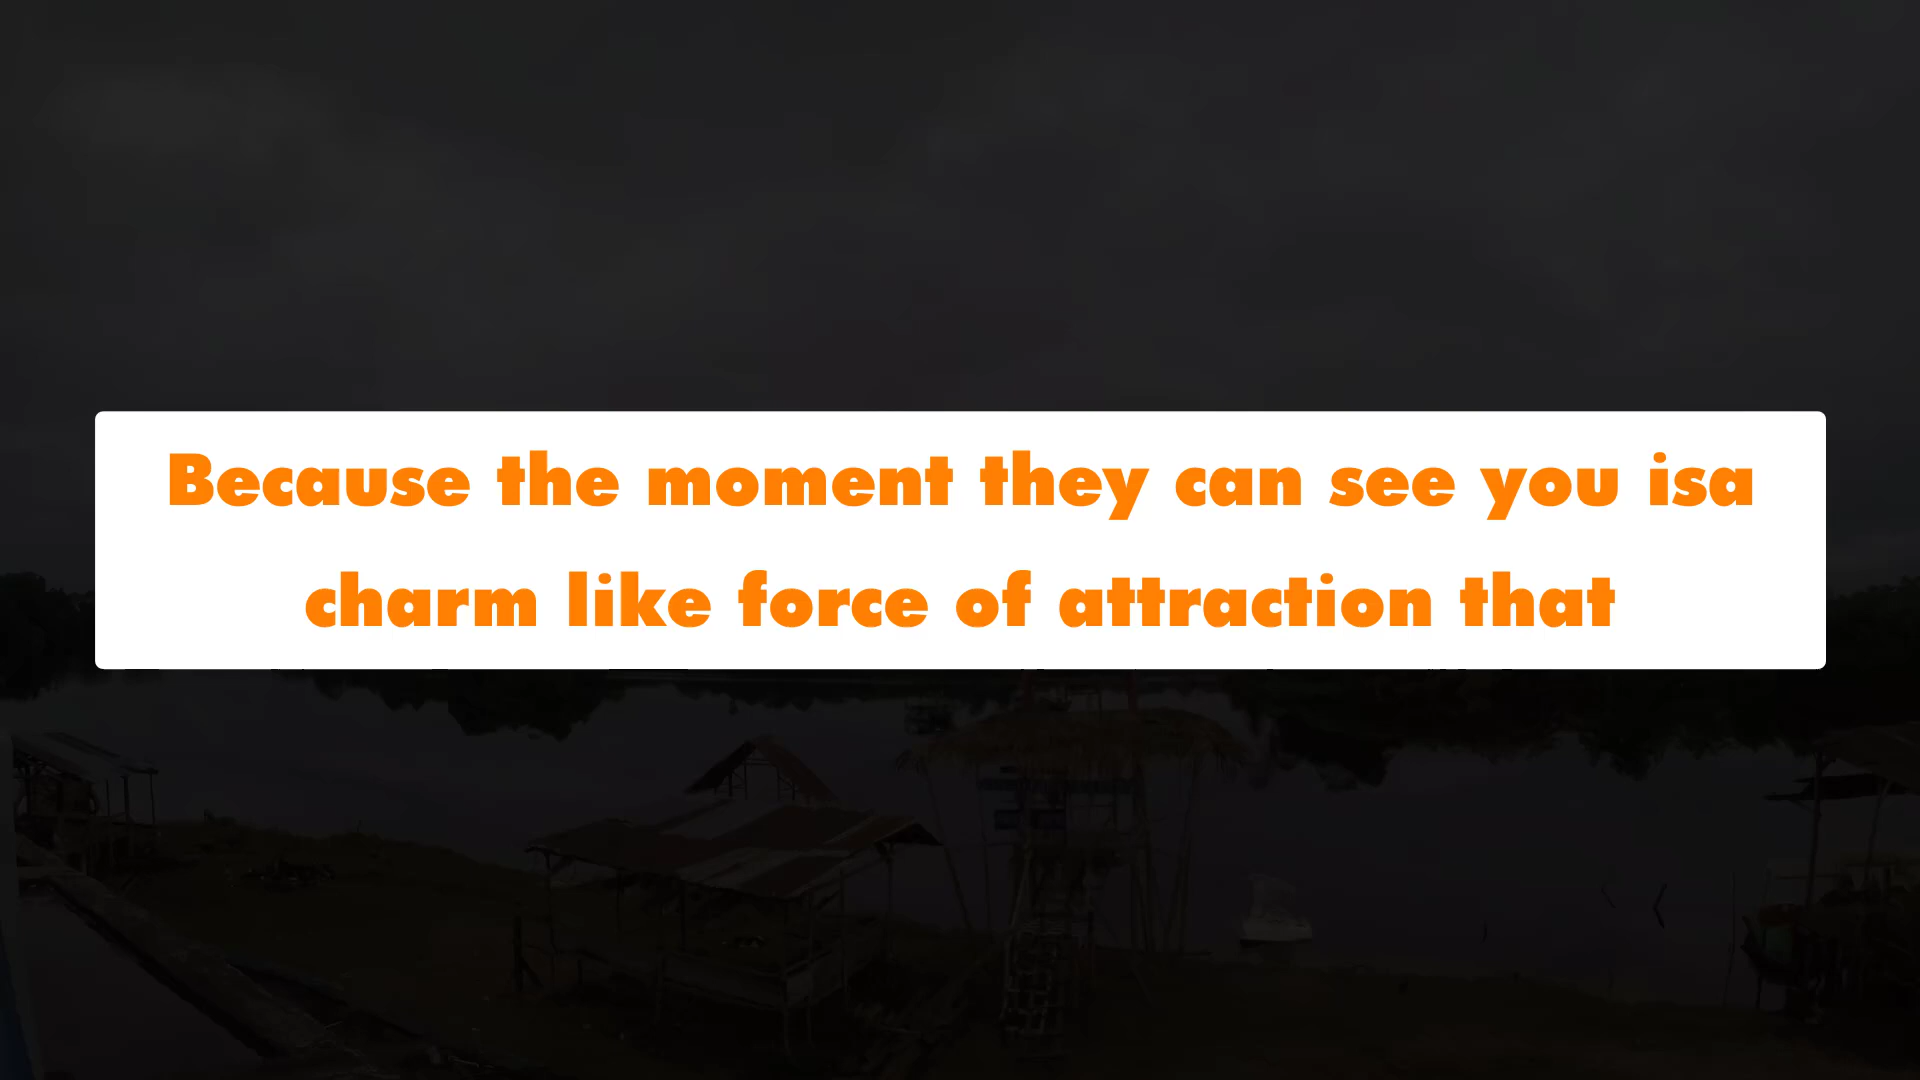 Because the moment they can see you isa
charm like force of attraction that